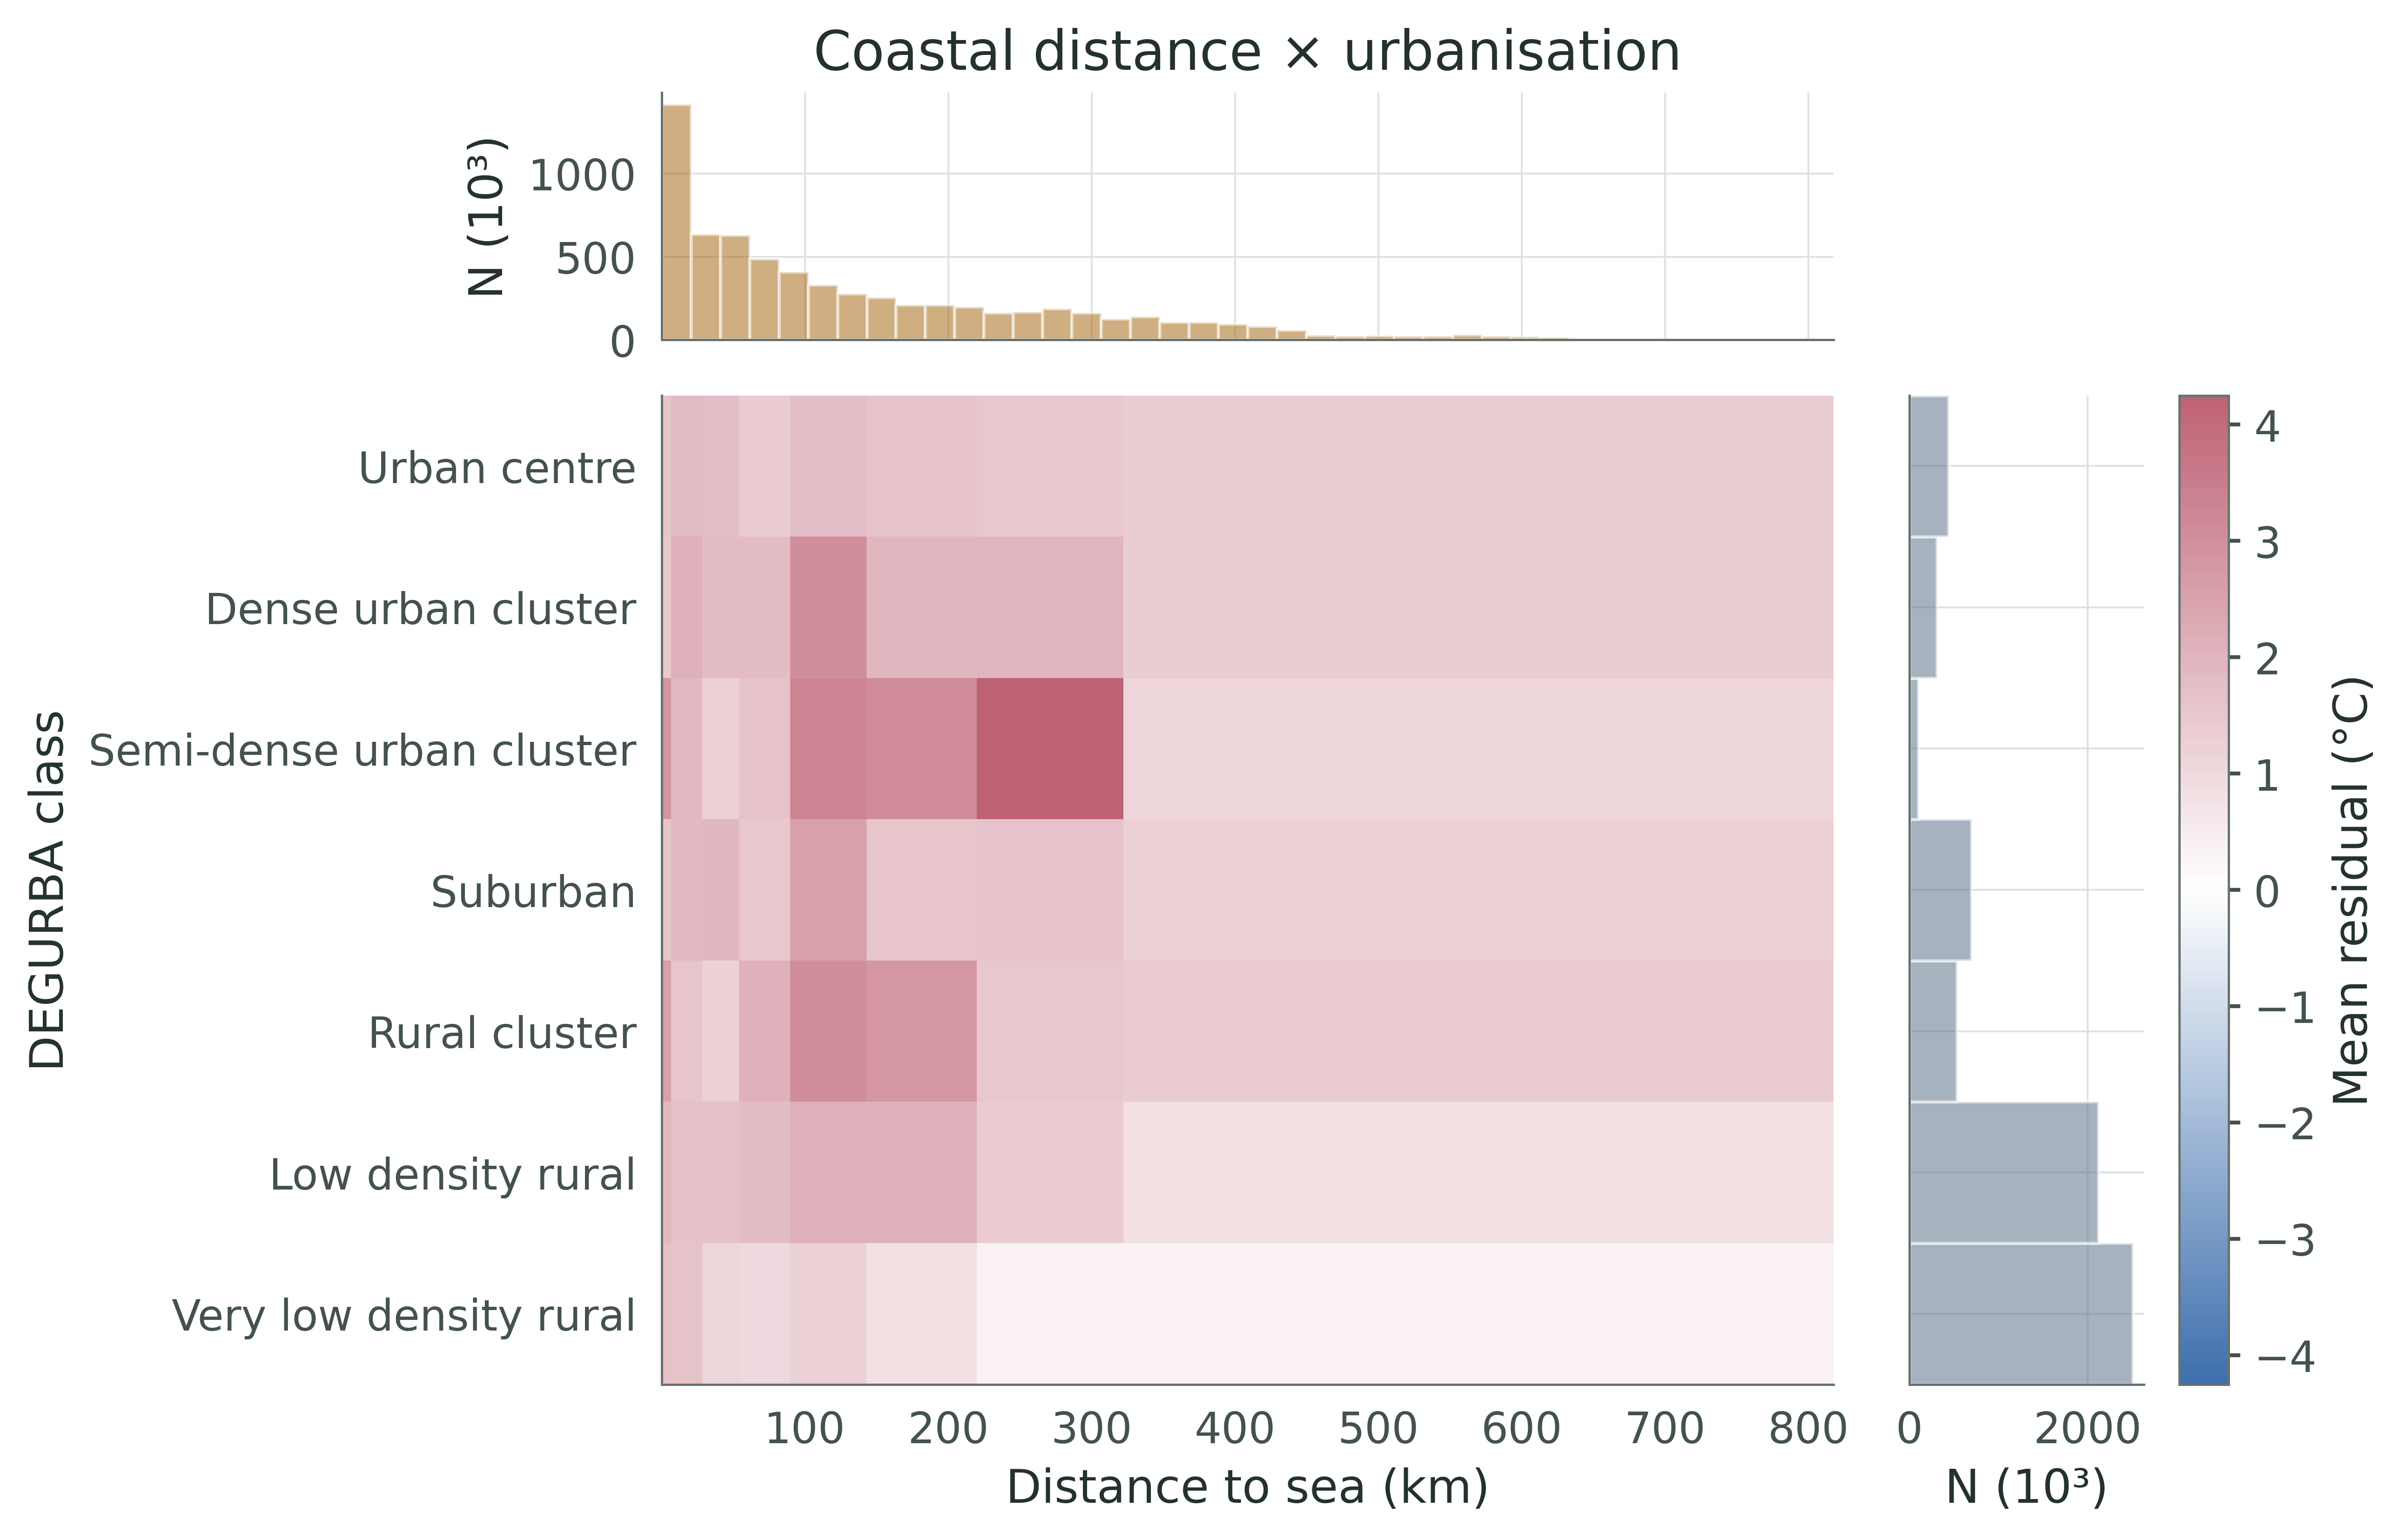 Coastal distance × urbanisation
N (10³)
1000
500
0
DEGURBA class
Urban centre
Dense urban cluster
Semi-dense urban cluster
Suburban
Rural cluster
Low density rural
Very low density rural
100 200 300 400 500 600 700 800
Distance to sea (km)
0 2000
N (10³)
4
3
2
1
0
−1
−2
−3
−4
Mean residual (°C)